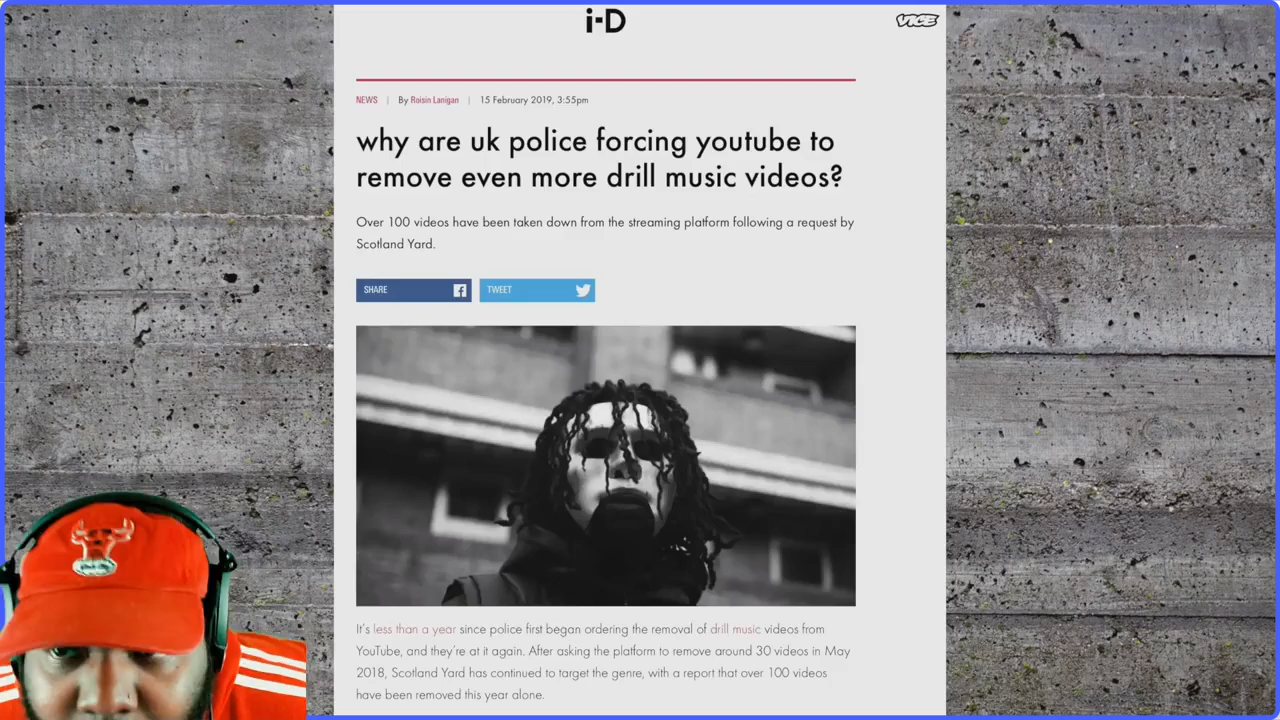 i-D
VICE
NEWS | By Roisin Lanigan | 15 February 2019, 3:55pm
why are uk police forcing youtube to
remove even more drill music videos?
Over 100 videos have been taken down from the streaming platform following a request by
Scotland Yard.
SHARE
TWEET
It's less than a year since police first began ordering the removal of drill music videos from
YouTube, and they're at it again. After asking the platform to remove around 30 videos in May
2018, Scotland Yard has continued to target the genre, with a report that over 100 videos
have been removed this year alone.